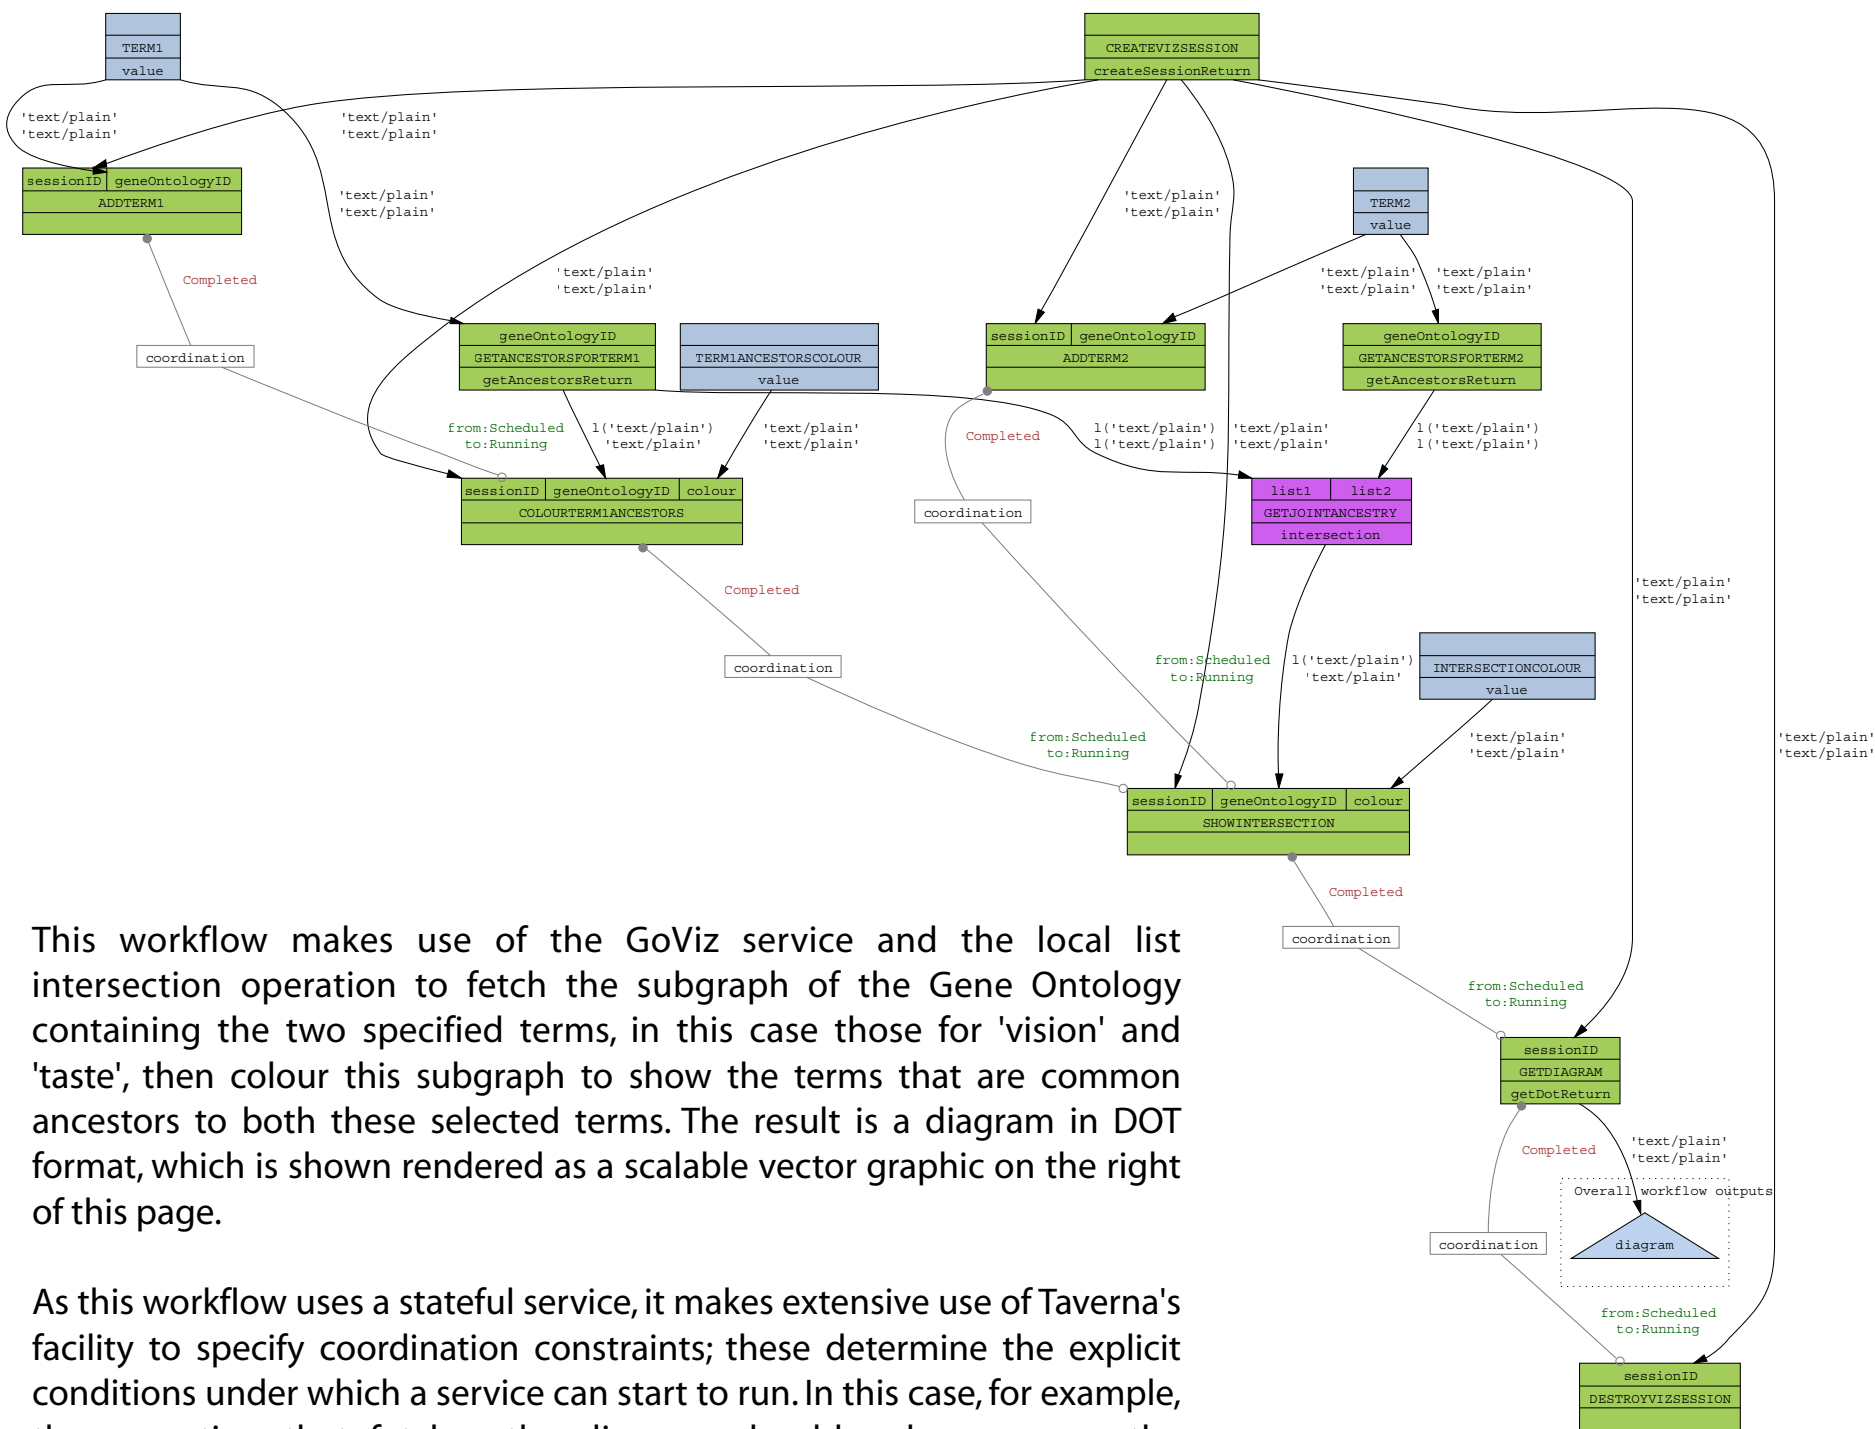 TERM1
value
CREATEVIZSESSION
createSessionReturn
'text/plain'
'text/plain'
'text/plain'
'text/plain'
sessionID geneOntologyID
ADDTERM1
'text/plain'
'text/plain'
'text/plain'
'text/plain'
TERM2
value
Completed
'text/plain'
'text/plain'
'text/plain'
'text/plain'
'text/plain'
'text/plain'
coordination
geneOntologyID
GETANCESTORSFORTERM1
getAncestorsReturn
TERM1ANCESTORSCOLOUR
value
sessionID geneOntologyID
ADDTERM2
geneOntologyID
GETANCESTORSFORTERM2
getAncestorsReturn
from:Scheduled
to:Running
l('text/plain')
'text/plain'
'text/plain'
'text/plain'
Completed
l('text/plain')
l('text/plain')
'text/plain'
'text/plain'
l('text/plain')
l('text/plain')
sessionID geneOntologyID colour
COLOURTERM1ANCESTORS
coordination
list1 list2
GETJOINTANCESTRY
intersection
Completed
'text/plain'
'text/plain'
coordination
from:Scheduled
to:Running
l('text/plain')
'text/plain'
INTERSECTIONCOLOUR
value
from:Scheduled
to:Running
'text/plain'
'text/plain'
'text/plain'
'text/plain'
sessionID geneOntologyID colour
SHOWINTERSECTION
Completed
coordination
from:Scheduled
to:Running
sessionID
GETDIAGRAM
getDotReturn
Completed
'text/plain'
'text/plain'
Overall workflow outputs
diagram
coordination
from:Scheduled
to:Running
sessionID
DESTROYVIZSESSION
This workflow makes use of the GoViz service and the local list
intersection operation to fetch the subgraph of the Gene Ontology
containing the two specified terms, in this case those for 'vision' and
'taste', then colour this subgraph to show the terms that are common
ancestors to both these selected terms. The result is a diagram in DOT
format, which is shown rendered as a scalable vector graphic on the right
of this page.
As this workflow uses a stateful service, it makes extensive use of Taverna's
facility to specify coordination constraints; these determine the explicit
conditions under which a service can start to run. In this case, for example,